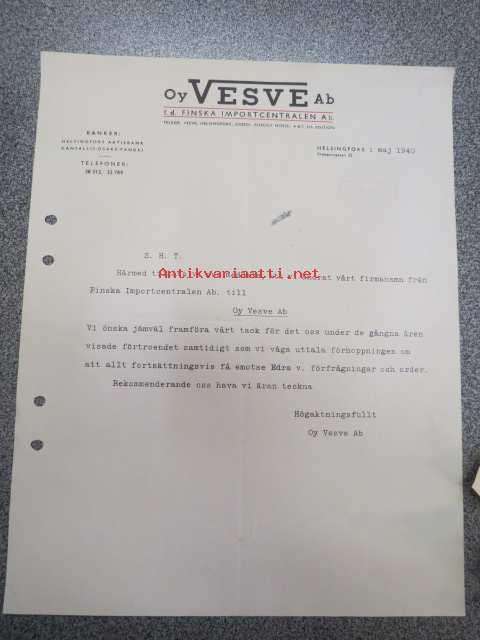 Oy VESVE Ab
f.d. FINSKA IMPORTCENTRALEN Ab.
BANKER:
HELSINGFORS AKTIEBANK
KANSALLIS-OSAKE-PANKKI
TELEFONER:
HELSINGFORS 1 maj 1940
S. H. T.
Antikvariaatti.net
Härmed vårt firmanamn från
Finska Importcentralen Ab. till
Oy Vesve Ab
Vi önska jämväl framföra vårt tack för det oss under de gångna åren
visade förtroendet samtidigt som vi våga uttala förhoppningen om
att allt fortsättningsvis få emotse Edra v. förfrågningar och order.
Rekommenderande oss hava vi äran teckna
Högaktningsfullt
Oy Vesve Ab